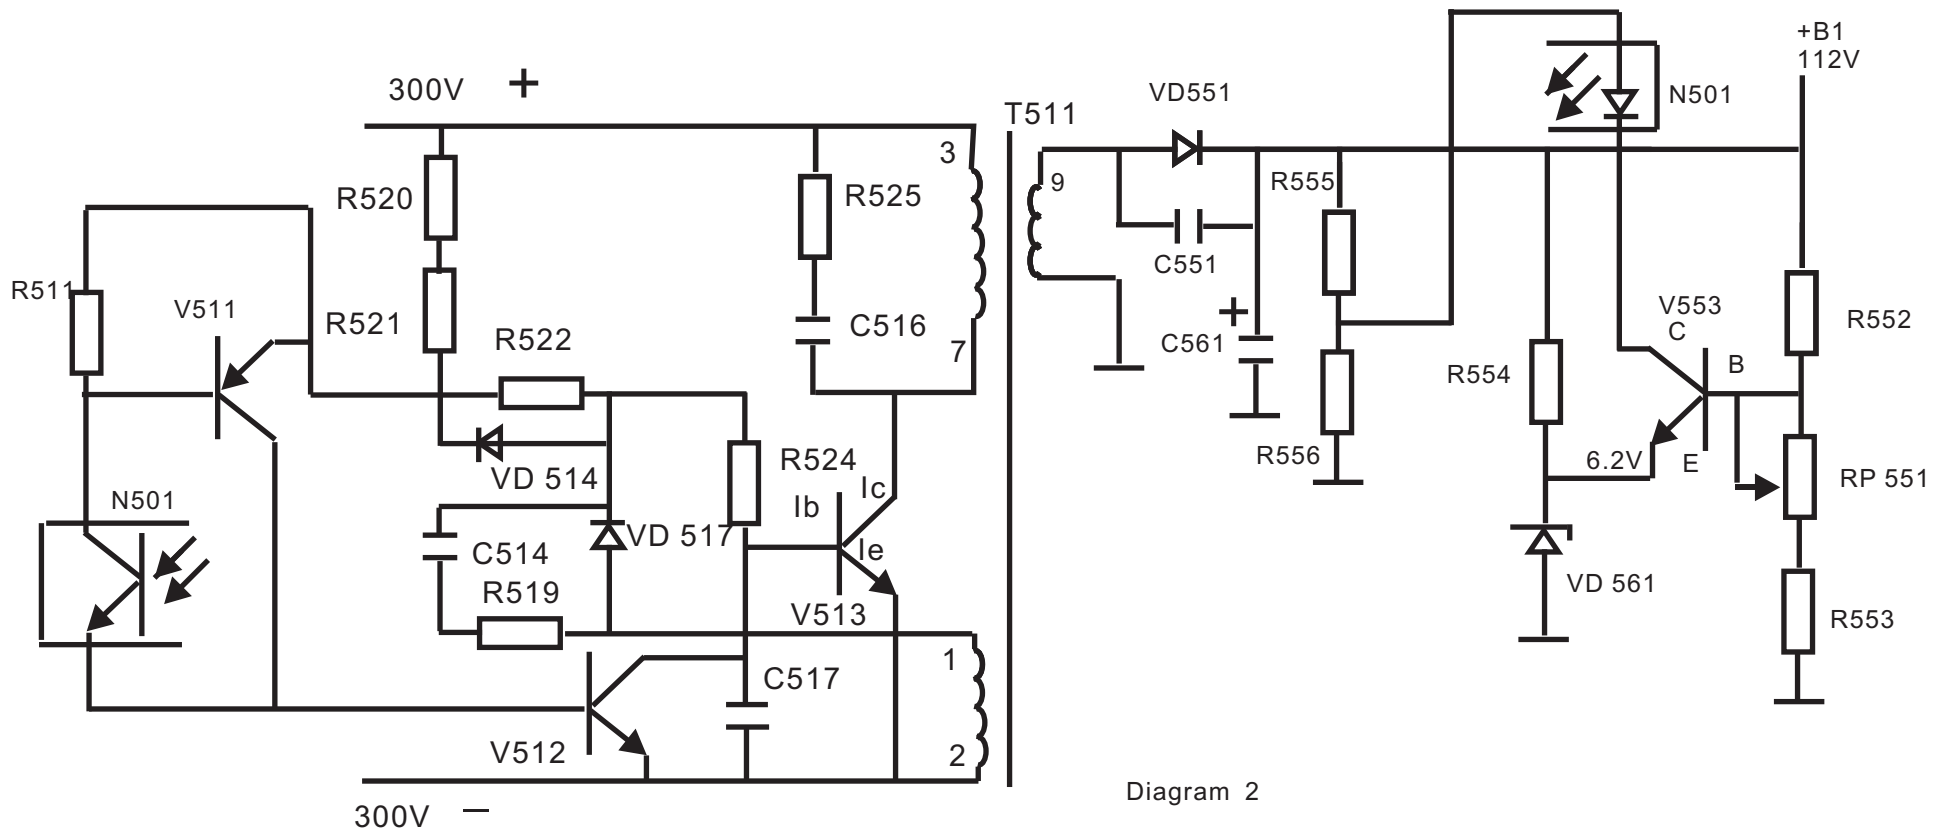 +B1
112V
300V +
VD551
N501
T511
3
R520
R525
9
R555
R511
V511
R521
C551
V553
C
R552
R522
C516
7
+
C561
R554
B
VD 514
R524
Ic
R556
6.2V
E
RP 551
N501
Ib
C514
VD 517
Ie
VD 561
R519
V513
R553
1
C517
V512
2
300V —
Diagram 2